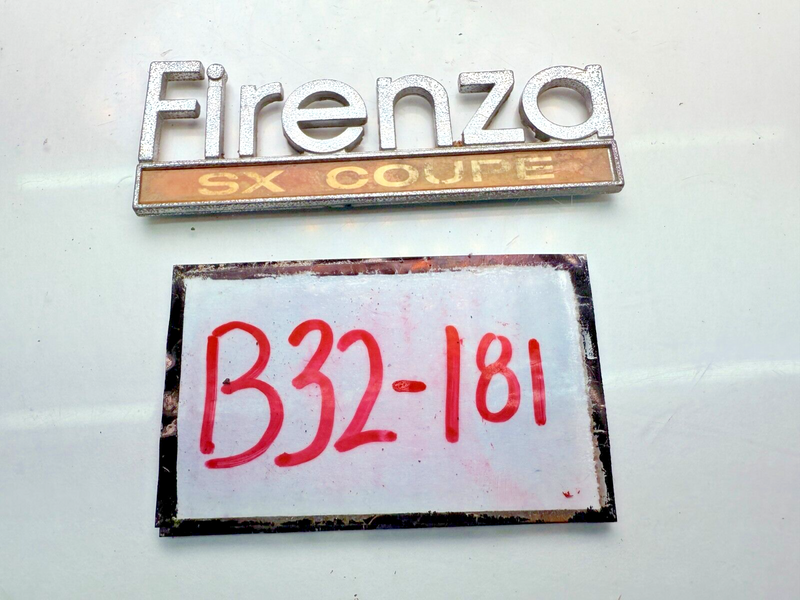 Firenza
SX COUPE
B32-181